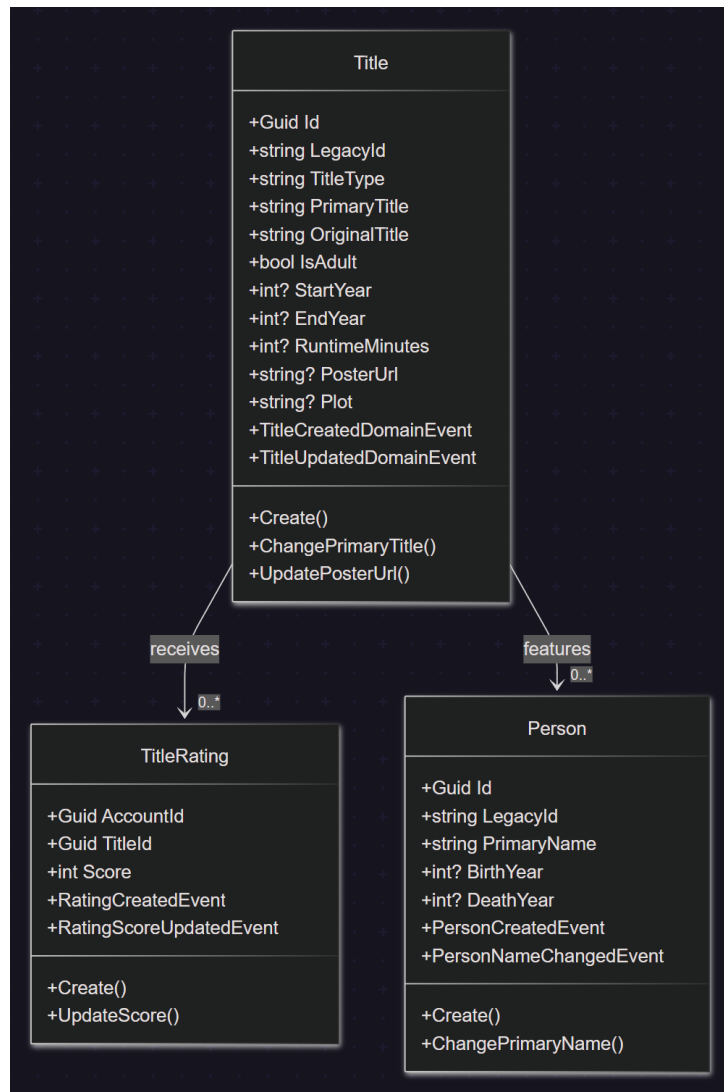 Title
+Guid Id
+string LegacyId
+string TitleType
+string PrimaryTitle
+string OriginalTitle
+bool IsAdult
+int? StartYear
+int? EndYear
+int? RuntimeMinutes
+string? PosterUrl
+string? Plot
+TitleCreatedDomainEvent
+TitleUpdatedDomainEvent
+Create()
+ChangePrimaryTitle()
+UpdatePosterUrl()
receives
0..*
features
0..*
TitleRating
+Guid AccountId
+Guid TitleId
+int Score
+RatingCreatedEvent
+RatingScoreUpdatedEvent
+Create()
+UpdateScore()
Person
+Guid Id
+string LegacyId
+string PrimaryName
+int? BirthYear
+int? DeathYear
+PersonCreatedEvent
+PersonNameChangedEvent
+Create()
+ChangePrimaryName()